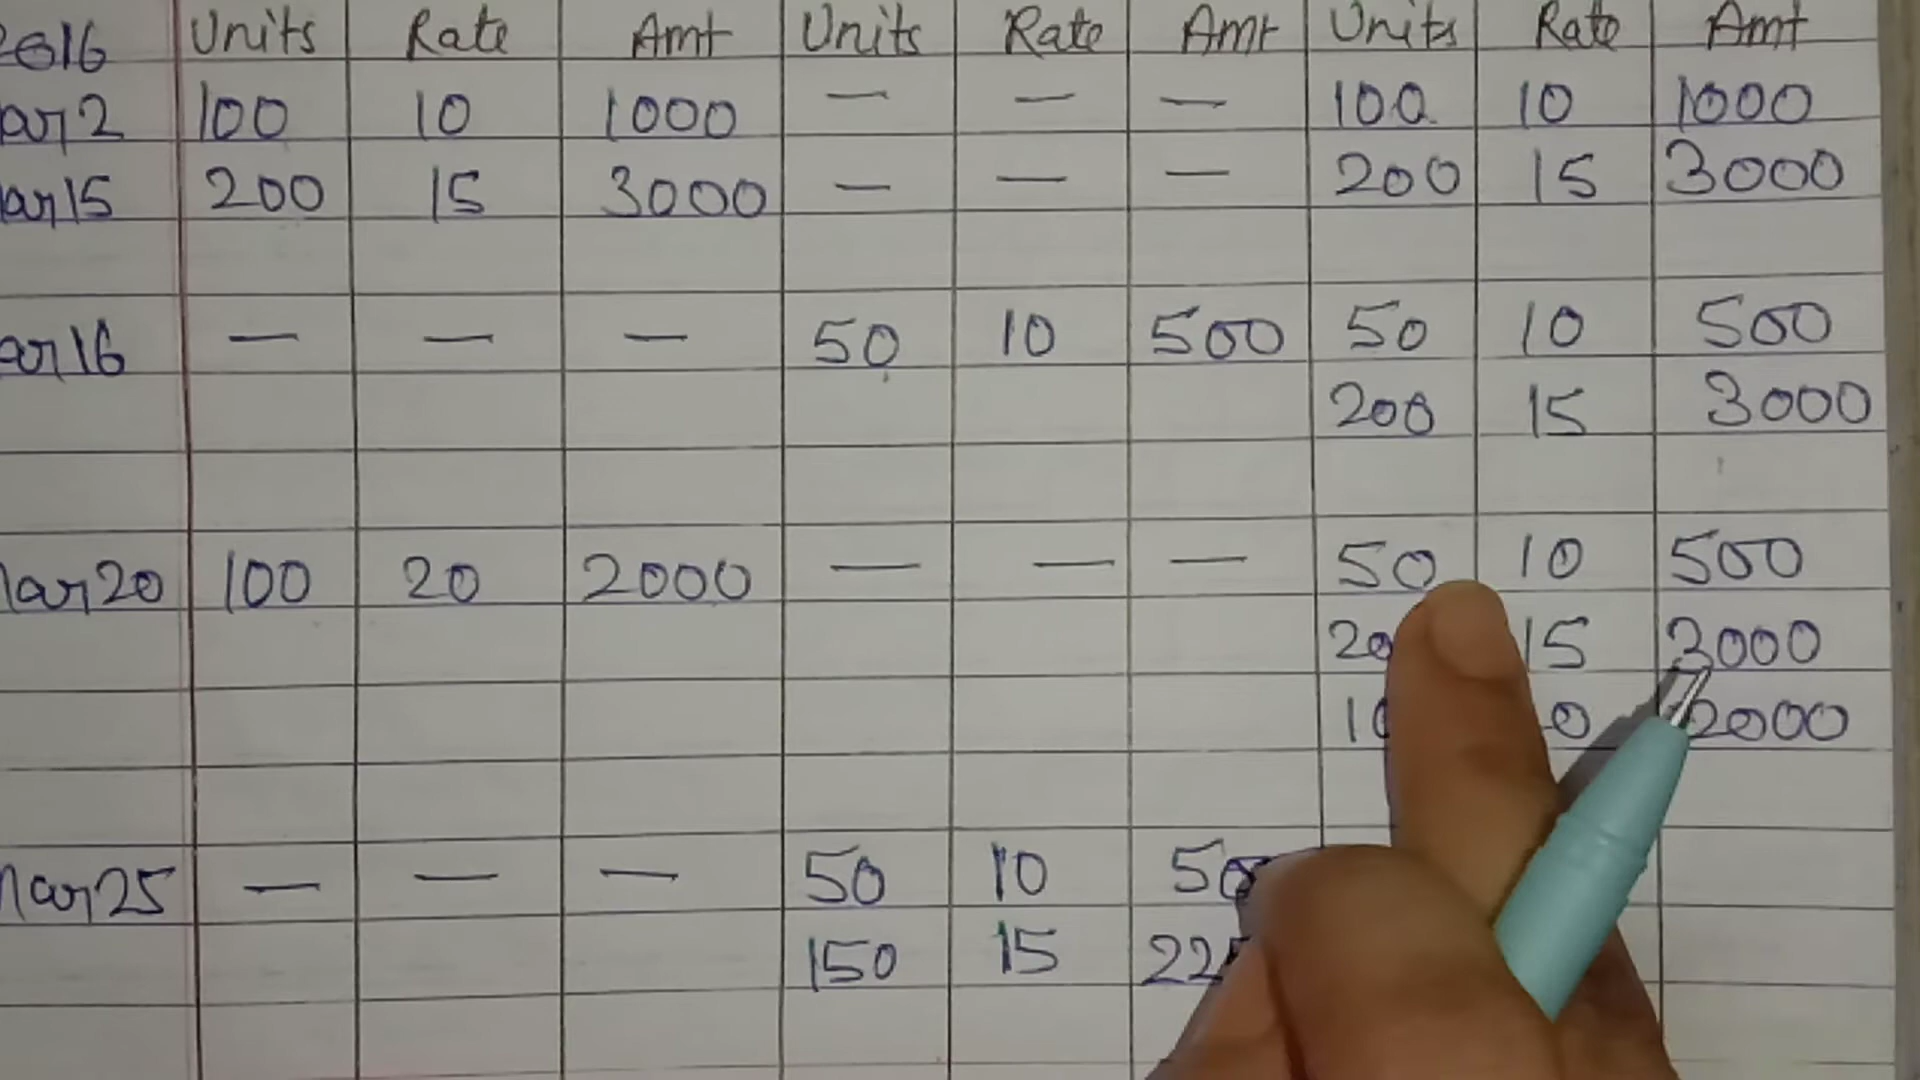 2016 Units Rate Amt Units Rate Amt Units Rate Amt
ar 2 100 10 1000 — — — 100 10 1000
ar 15 200 15 3000 — — — 200 15 3000
ar 16 — — — 50 10 500 50 10 500
200 15 3000
Mar 20 100 20 2000 — — — 50 10 500
15 3000
2000
Mar 25 — — — 50 10
150 15